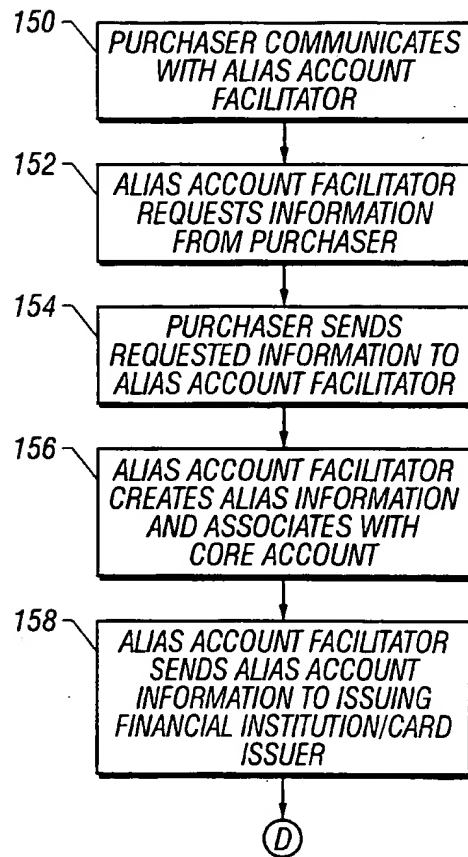 150
PURCHASER COMMUNICATES
WITH ALIAS ACCOUNT
FACILITATOR
152
ALIAS ACCOUNT FACILITATOR
REQUESTS INFORMATION
FROM PURCHASER
154
PURCHASER SENDS
REQUESTED INFORMATION TO
ALIAS ACCOUNT FACILITATOR
156
ALIAS ACCOUNT FACILITATOR
CREATES ALIAS INFORMATION
AND ASSOCIATES WITH
CORE ACCOUNT
158
ALIAS ACCOUNT FACILITATOR
SENDS ALIAS ACCOUNT
INFORMATION TO ISSUING
FINANCIAL INSTITUTION/CARD
ISSUER
D